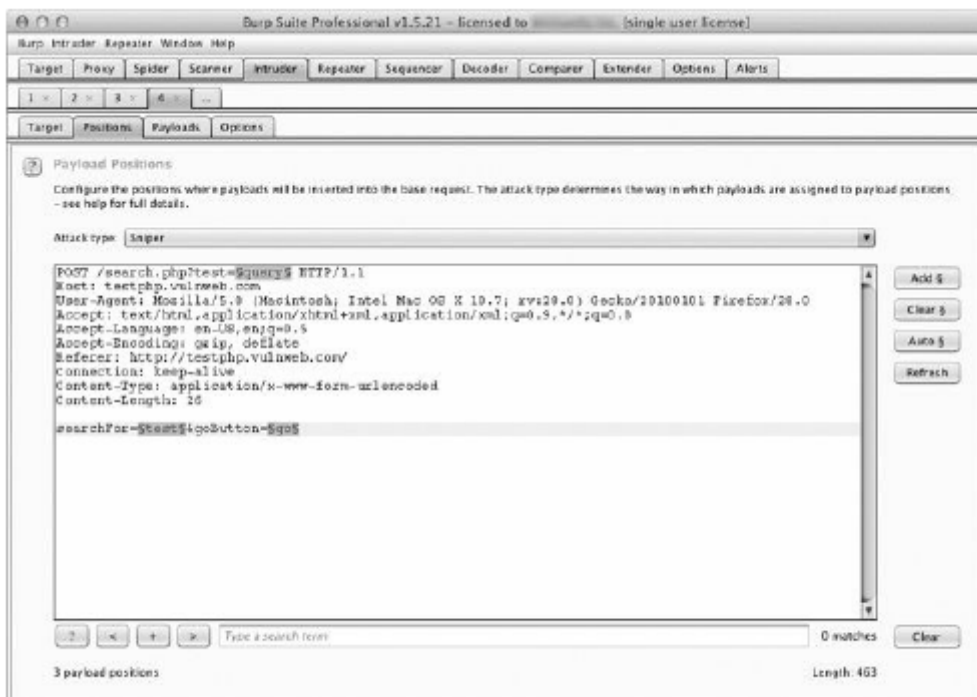 Burp Suite Professional v1.5.21 – licensed to [single user license]
Burp Intruder Repeater Window Help
Target Proxy Spider Scanner Intruder Repeater Sequencer Decoder Comparer Extender Options Alerts
1 × 2 × 3 × 4 × ...
Target Positions Payloads Options
? Payload Positions
Configure the positions where payloads will be inserted into the base request. The attack type determines the way in which payloads are assigned to payload positions
– see help for full details.
Attack type: Sniper
POST /search.php?test=§query§ HTTP/1.1
Host: testphp.vulnweb.com
User-Agent: Mozilla/5.0 (Macintosh; Intel Mac OS X 10.7; rv:20.0) Gecko/20100101 Firefox/20.0
Accept: text/html,application/xhtml+xml,application/xml;q=0.9,*/*;q=0.8
Accept-Language: en-US,en;q=0.5
Accept-Encoding: gzip, deflate
Referer: http://testphp.vulnweb.com/
Connection: keep-alive
Content-Type: application/x-www-form-urlencoded
Content-Length: 26
searchFor=§test§&goButton=§go§
Add §
Clear §
Auto §
Refresh
? < + > Type a search term 0 matches Clear
3 payload positions Length: 463